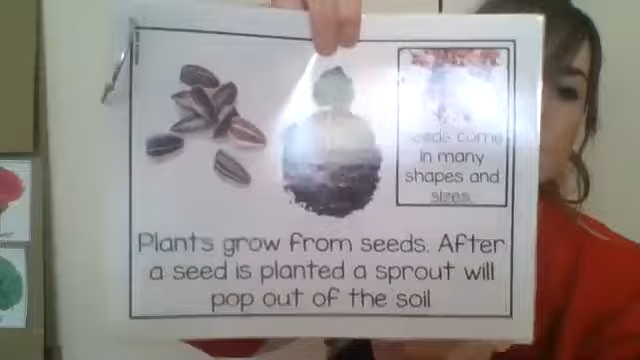 seeds come
in many
shapes and
sizes.
Plants grow from seeds. After
a seed is planted a sprout will
pop out of the soil